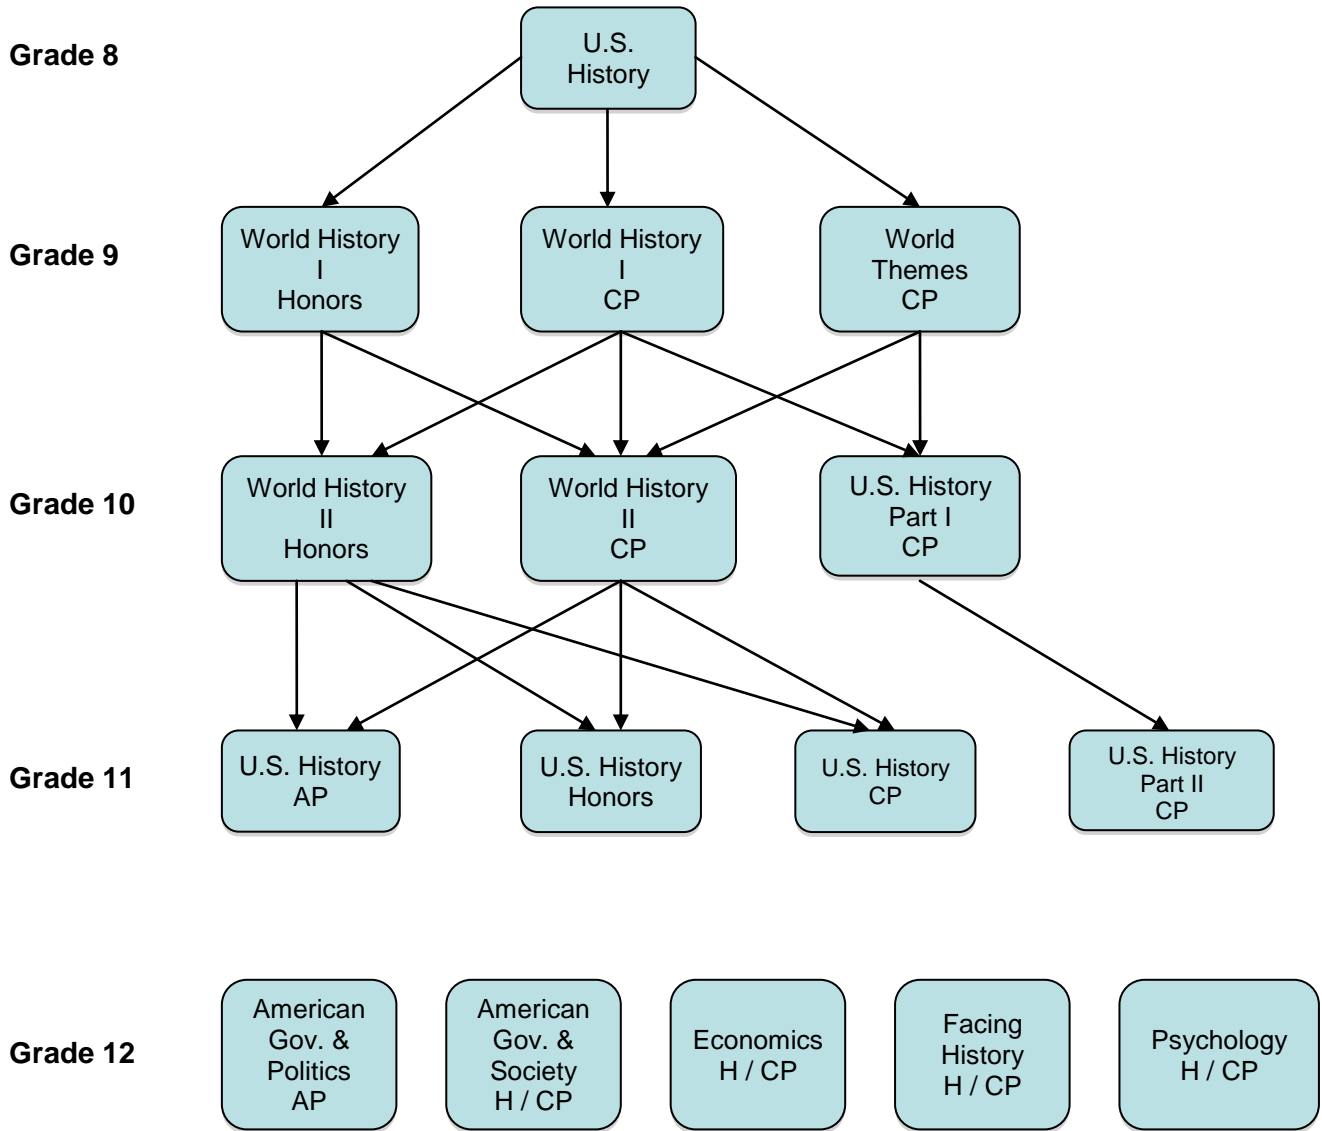 Grade 8
U.S.
History
Grade 9
World History
I
Honors
World History
I
CP
World
Themes
CP
Grade 10
World History
II
Honors
World History
II
CP
U.S. History
Part I
CP
Grade 11
U.S. History
AP
U.S. History
Honors
U.S. History
CP
U.S. History
Part II
CP
Grade 12
American
Gov. &
Politics
AP
American
Gov. &
Society
H / CP
Economics
H / CP
Facing
History
H / CP
Psychology
H / CP